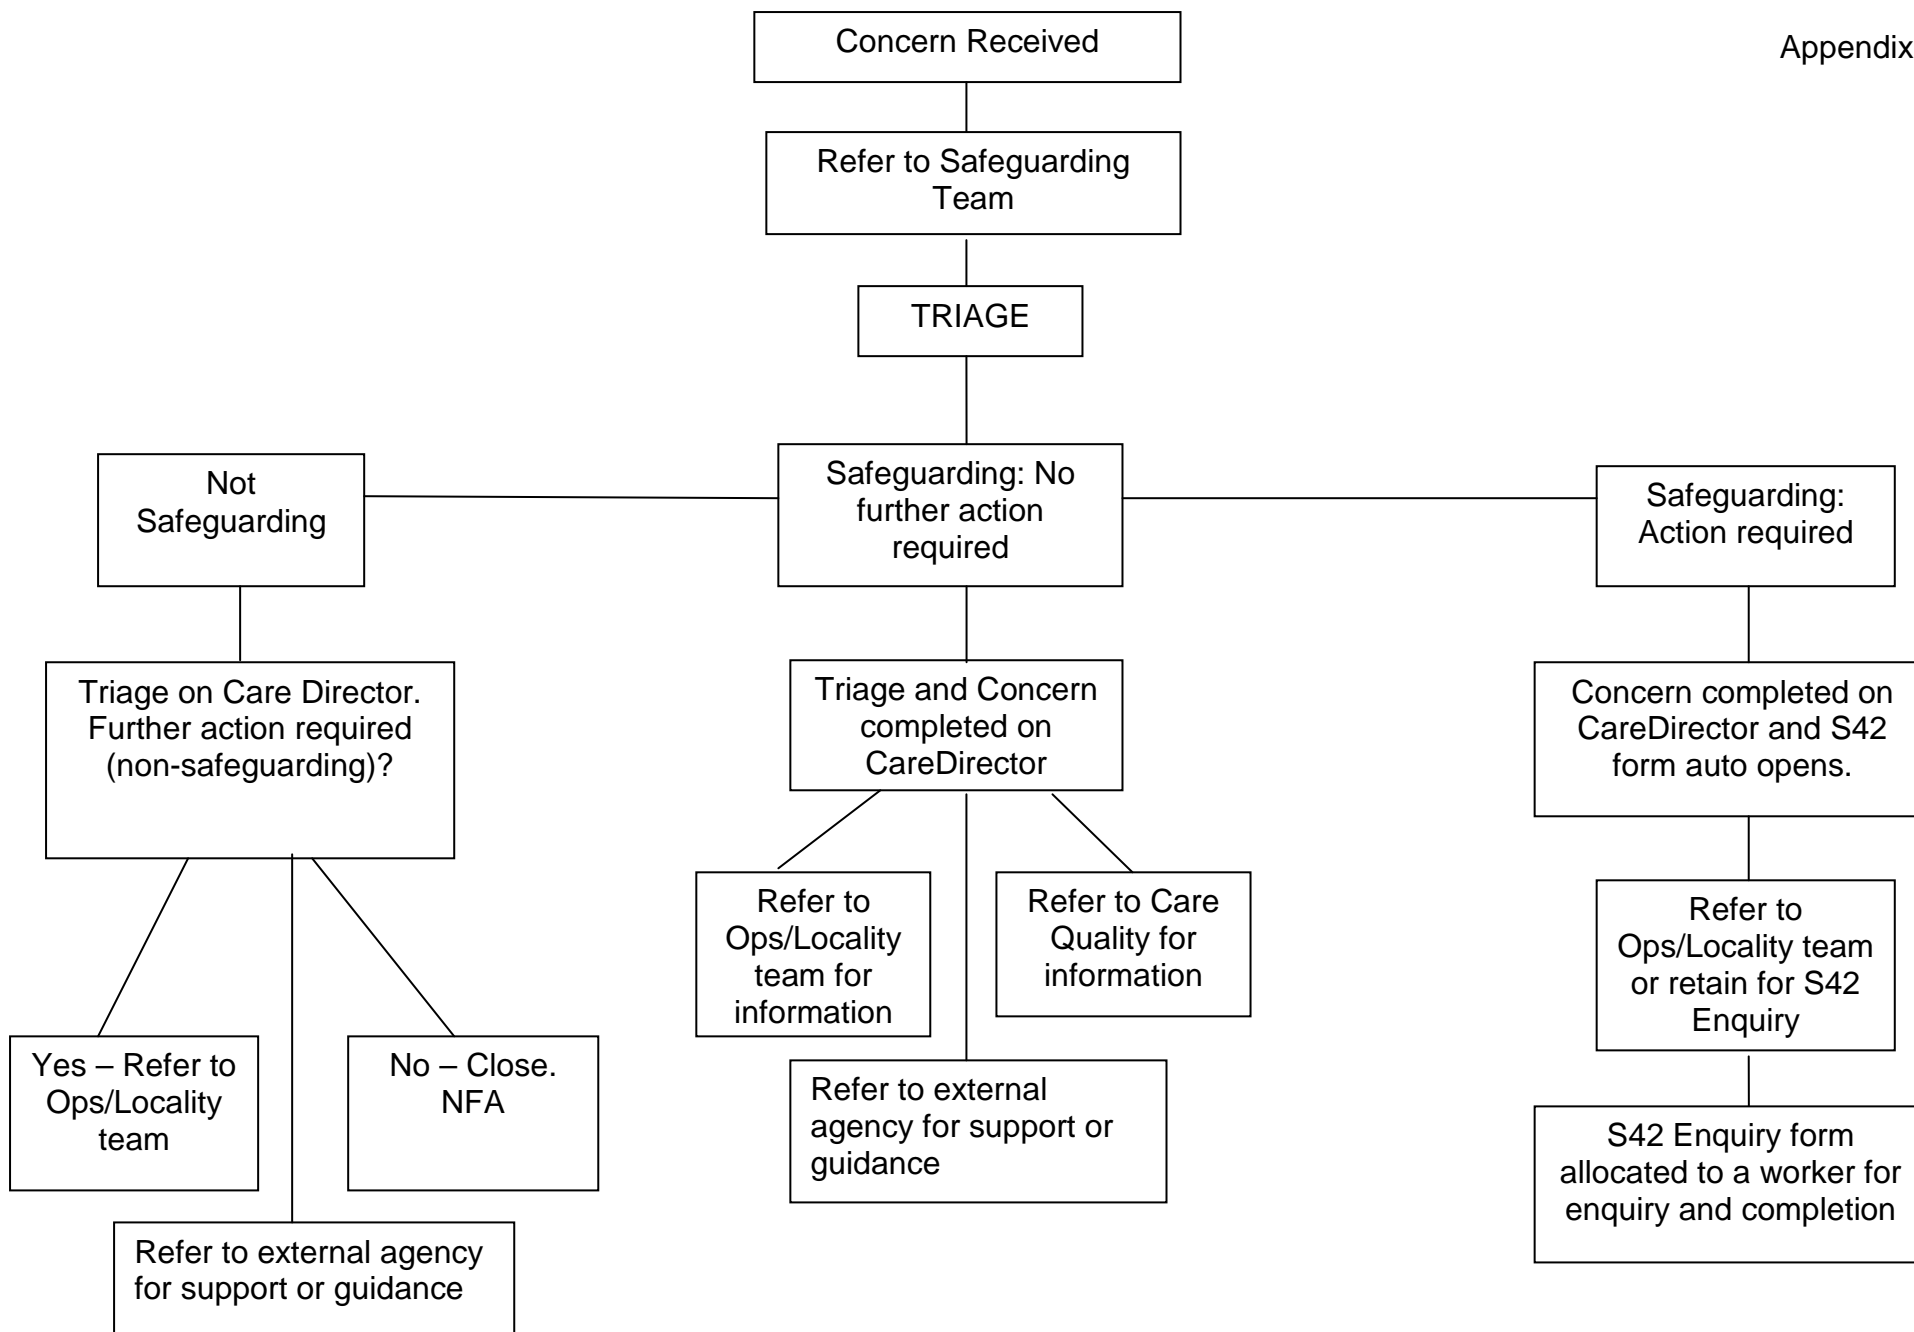 Appendix
Concern Received
Refer to Safeguarding
Team
TRIAGE
Not
Safeguarding
Safeguarding: No
further action
required
Safeguarding:
Action required
Triage on Care Director.
Further action required
(non-safeguarding)?
Triage and Concern
completed on
CareDirector
Concern completed on
CareDirector and S42
form auto opens.
Refer to
Ops/Locality
team for
information
Refer to Care
Quality for
information
Refer to
Ops/Locality team
or retain for S42
Enquiry
Yes – Refer to
Ops/Locality
team
No – Close.
NFA
Refer to external
agency for support or
guidance
S42 Enquiry form
allocated to a worker for
enquiry and completion
Refer to external agency
for support or guidance